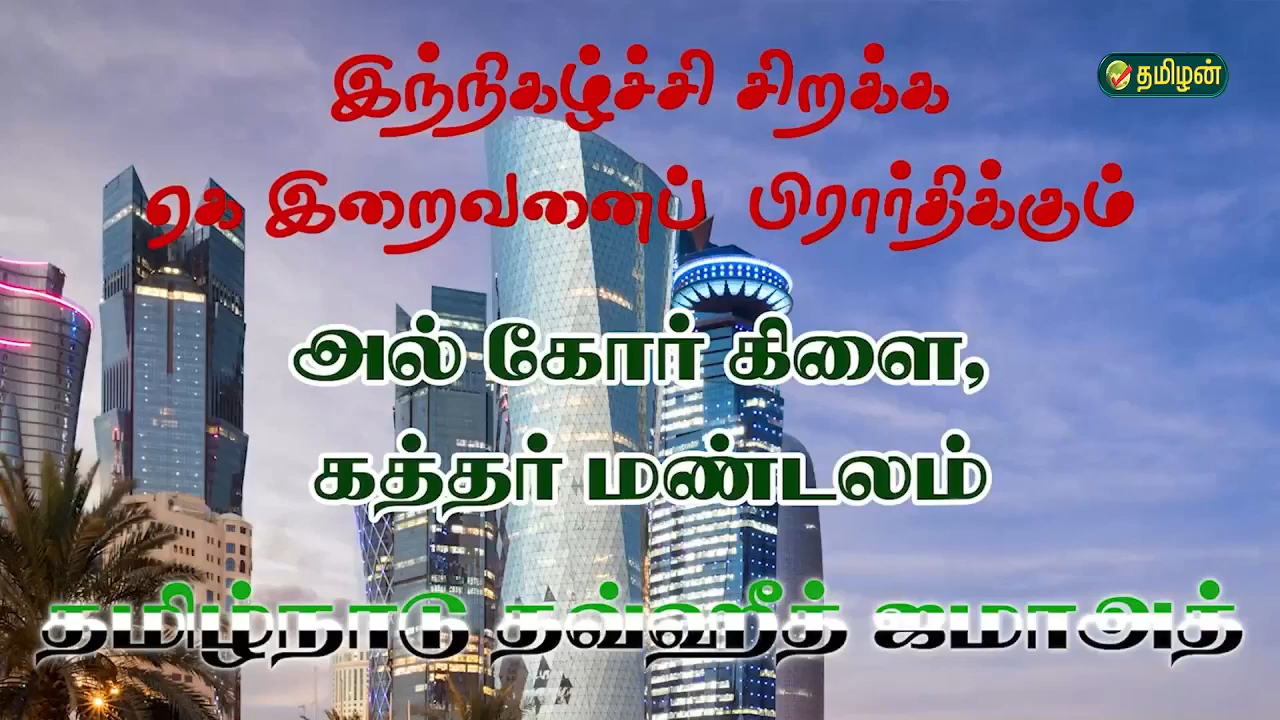 இந்நிகழ்ச்சி சிறக்க
தமிழன்
ஏக இறைவனைப் பிரார்திக்கும்
அல் கோர் கிளை,
கத்தர் மண்டலம்
தமிழ்நாடு தவ்ஹீத் ஜமாஅத்